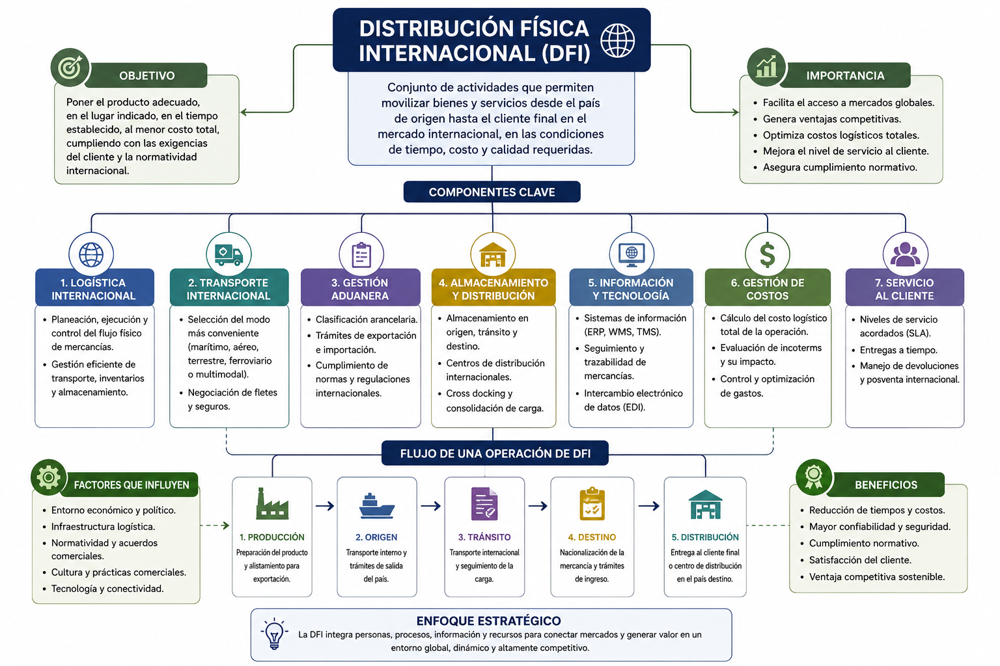 DISTRIBUCIÓN FÍSICA
INTERNACIONAL (DFI)
Conjunto de actividades que permiten
movilizar bienes y servicios desde el país
de origen hasta el cliente final en el
mercado internacional, en las condiciones
de tiempo, costo y calidad requeridas.
OBJETIVO
Poner el producto adecuado,
en el lugar indicado, en el tiempo
establecido, al menor costo total,
cumpliendo con las exigencias
del cliente y la normatividad
internacional.
IMPORTANCIA
• Facilita el acceso a mercados globales.
• Genera ventajas competitivas.
• Optimiza costos logísticos totales.
• Mejora el nivel de servicio al cliente.
• Asegura cumplimiento normativo.
COMPONENTES CLAVE
1. LOGÍSTICA
INTERNACIONAL
• Planeación, ejecución y
control del flujo físico
de mercancías.
• Gestión eficiente de
transporte, inventarios
y almacenamiento.
2. TRANSPORTE
INTERNACIONAL
• Selección del modo
más conveniente
(marítimo, aéreo,
terrestre, ferroviario
o multimodal).
• Negociación de fletes
y seguros.
3. GESTIÓN
ADUANERA
• Clasificación arancelaria.
• Trámites de exportación
e importación.
• Cumplimiento de
normas y regulaciones
internacionales.
4. ALMACENAMIENTO
Y DISTRIBUCIÓN
• Almacenamiento en
origen, tránsito y
destino.
• Centros de distribución
internacionales.
• Cross docking y
consolidación de carga.
5. INFORMACIÓN
Y TECNOLOGÍA
• Sistemas de información
(ERP, WMS, TMS).
• Seguimiento y
trazabilidad de
mercancías.
• Intercambio electrónico
de datos (EDI).
$
6. GESTIÓN DE
COSTOS
• Cálculo del costo logístico
total de la operación.
• Evaluación de incoterms
y su impacto.
• Control y optimización
de gastos.
7. SERVICIO
AL CLIENTE
• Niveles de servicio
acordados (SLA).
• Entregas a tiempo.
• Manejo de devoluciones
y posventa internacional.
FLUJO DE UNA OPERACIÓN DE DFI
FACTORES QUE INFLUYEN
• Entorno económico y político.
• Infraestructura logística.
• Normatividad y acuerdos
comerciales.
• Cultura y prácticas comerciales.
• Tecnología y conectividad.
1. PRODUCCIÓN
Preparación del producto
y alistamiento para
exportación.
2. ORIGEN
Transporte interno y
trámites de salida
del país.
3. TRÁNSITO
Transporte internacional
y seguimiento de la
carga.
4. DESTINO
Nacionalización de la
mercancía y trámites
de ingreso.
5. DISTRIBUCIÓN
Entrega al cliente final
o centro de distribución
en el país destino.
BENEFICIOS
• Reducción de tiempos y costos.
• Mayor confiabilidad y seguridad.
• Cumplimiento normativo.
• Satisfacción del cliente.
• Ventaja competitiva sostenible.
ENFOQUE ESTRATÉGICO
La DFI integra personas, procesos, información y recursos para conectar mercados y generar valor en un
entorno global, dinámico y altamente competitivo.